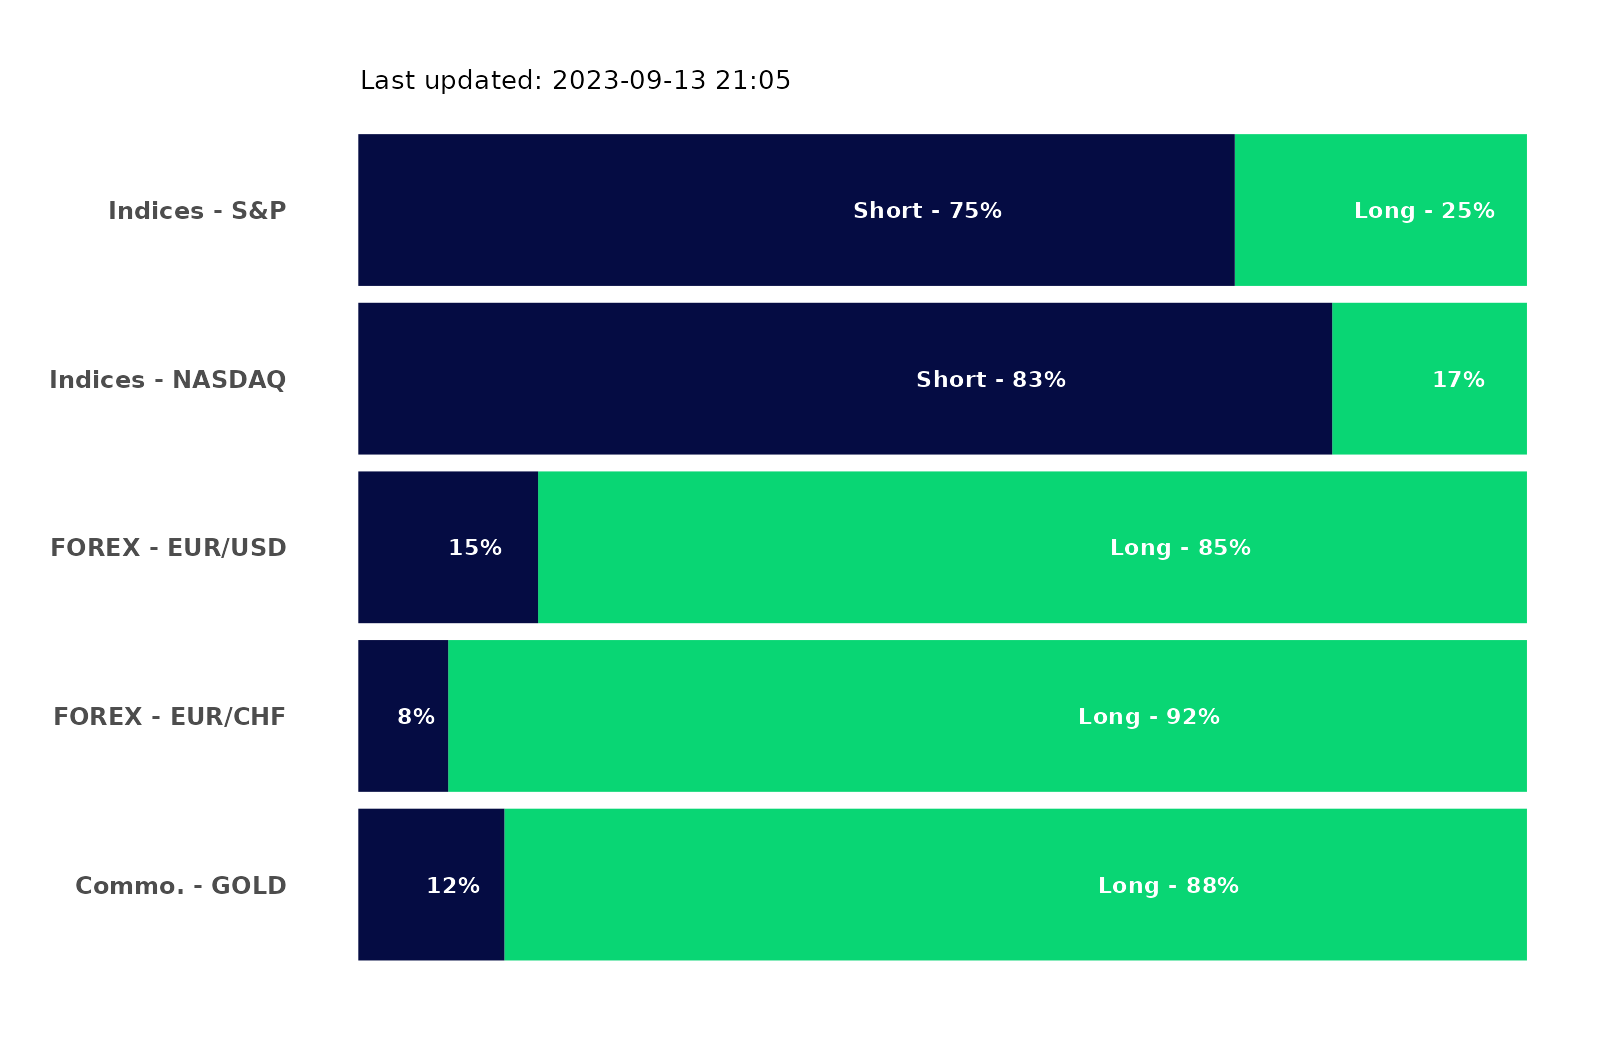 Last updated: 2023-09-13 21:05
Indices - S&P Short - 75% Long - 25%
Indices - NASDAQ Short - 83% 17%
FOREX - EUR/USD 15% Long - 85%
FOREX - EUR/CHF 8% Long - 92%
Commo. - GOLD 12% Long - 88%